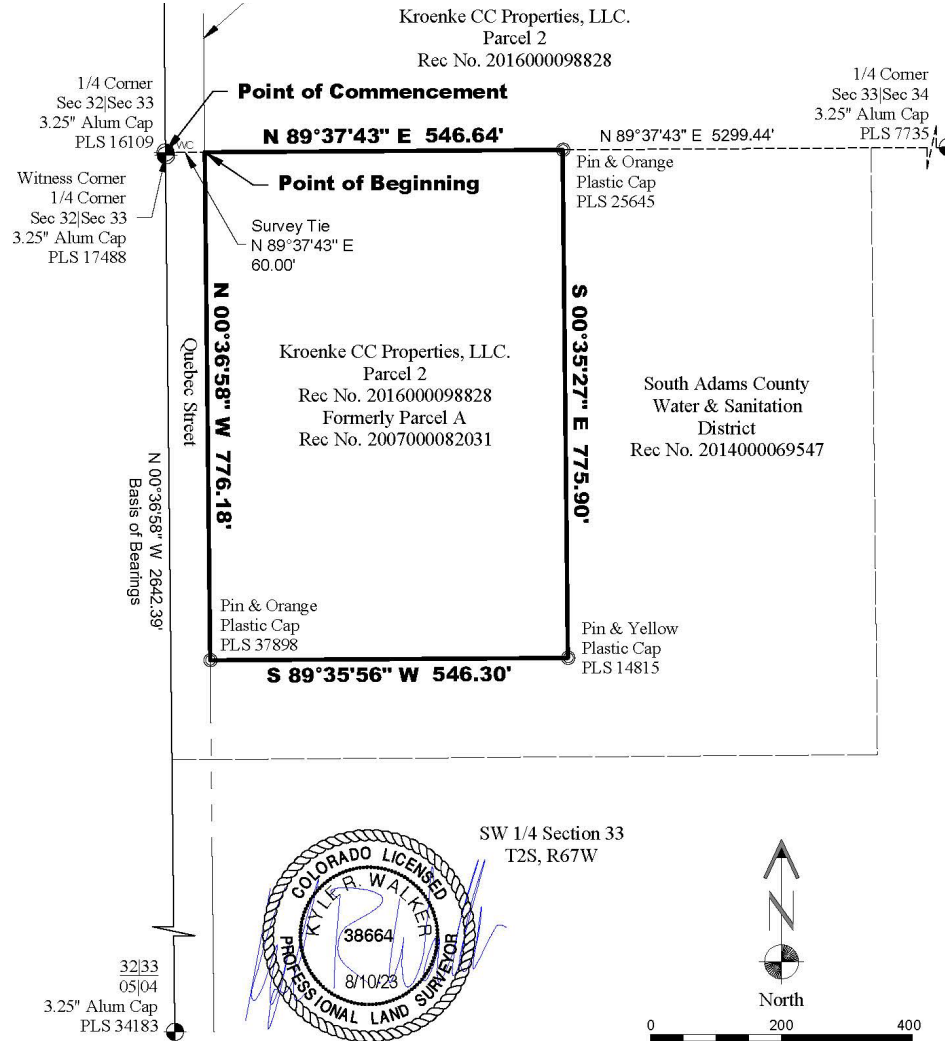 Kroenke CC Properties, LLC.
Parcel 2
Rec No. 2016000098828
1/4 Corner
Sec 32|Sec 33
3.25" Alum Cap
PLS 16109
Point of Commencement
1/4 Corner
Sec 33|Sec 34
3.25" Alum Cap
PLS 7735
N 89°37'43" E 546.64'
N 89°37'43" E 5299.44'
WC
Witness Corner
1/4 Corner
Sec 32|Sec 33
3.25" Alum Cap
PLS 17488
Point of Beginning
Pin & Orange
Plastic Cap
PLS 25645
Survey Tie
N 89°37'43" E
60.00'
N 00°36'58" W 776.18'
S 00°35'27" E 775.90'
Quebec Street
Kroenke CC Properties, LLC.
Parcel 2
Rec No. 2016000098828
Formerly Parcel A
Rec No. 2007000082031
South Adams County
Water & Sanitation
District
Rec No. 2014000069547
N 00°36'58" W 2642.39'
Basis of Bearings
Pin & Orange
Plastic Cap
PLS 37898
Pin & Yellow
Plastic Cap
PLS 14815
S 89°35'56" W 546.30'
SW 1/4 Section 33
T2S, R67W
COLORADO LICENSED
KYLE R. WALKER
38664
8/10/23
PROFESSIONAL LAND SURVEYOR
32|33
05|04
3.25" Alum Cap
PLS 34183
N
North
0 200 400